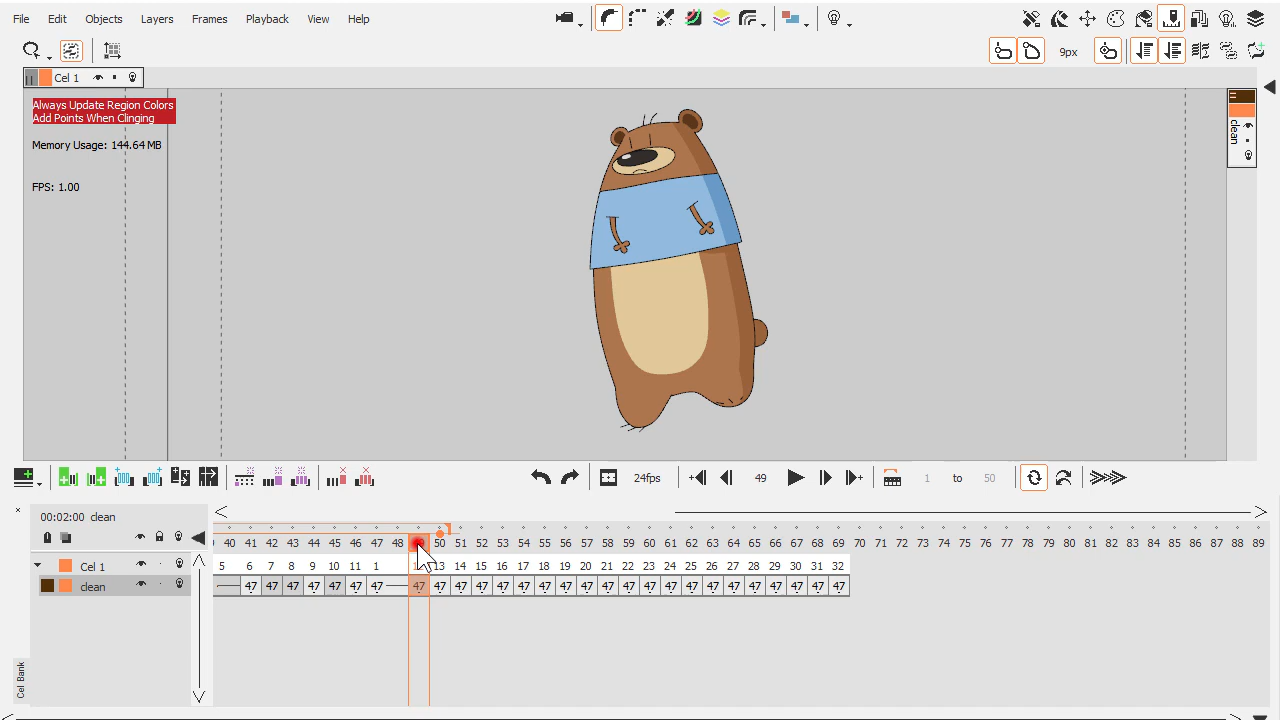 File Edit Objects Layers Frames Playback View Help
9px
Cel 1
Always Update Region Colors
Add Points When Clinging
Memory Usage: 144.64 MB
FPS: 1.00
clean
24fps 49 1 to 50
00:02:00 clean
40 41 42 43 44 45 46 47 48 50 51 52 53 54 55 56 57 58 59 60 61 62 63 64 65 66 67 68 69 70 71 72 73 74 75 76 77 78 79 80 81 82 83 84 85 86 87 88 89
Cel 1 5 6 7 8 9 10 11 1 13 14 15 16 17 18 19 20 21 22 23 24 25 26 27 28 29 30 31 32
clean 47 47 47 47 47 47 47 47 47 47 47 47 47 47 47 47 47 47 47 47 47 47 47 47 47 47 47 47
Cel Bank